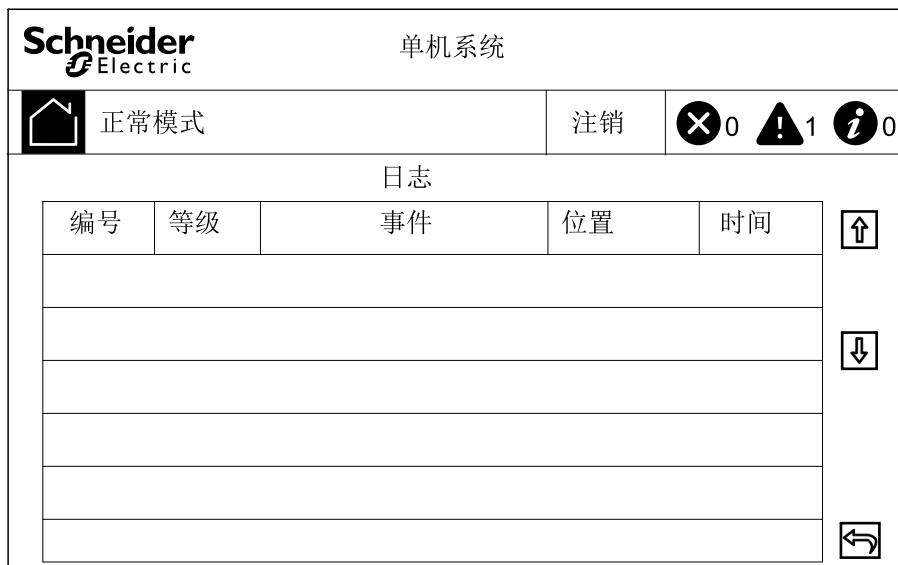 Schneider 单机系统
Electric
正常模式 注销 0 1 0
日志
编号 等级 事件 位置 时间